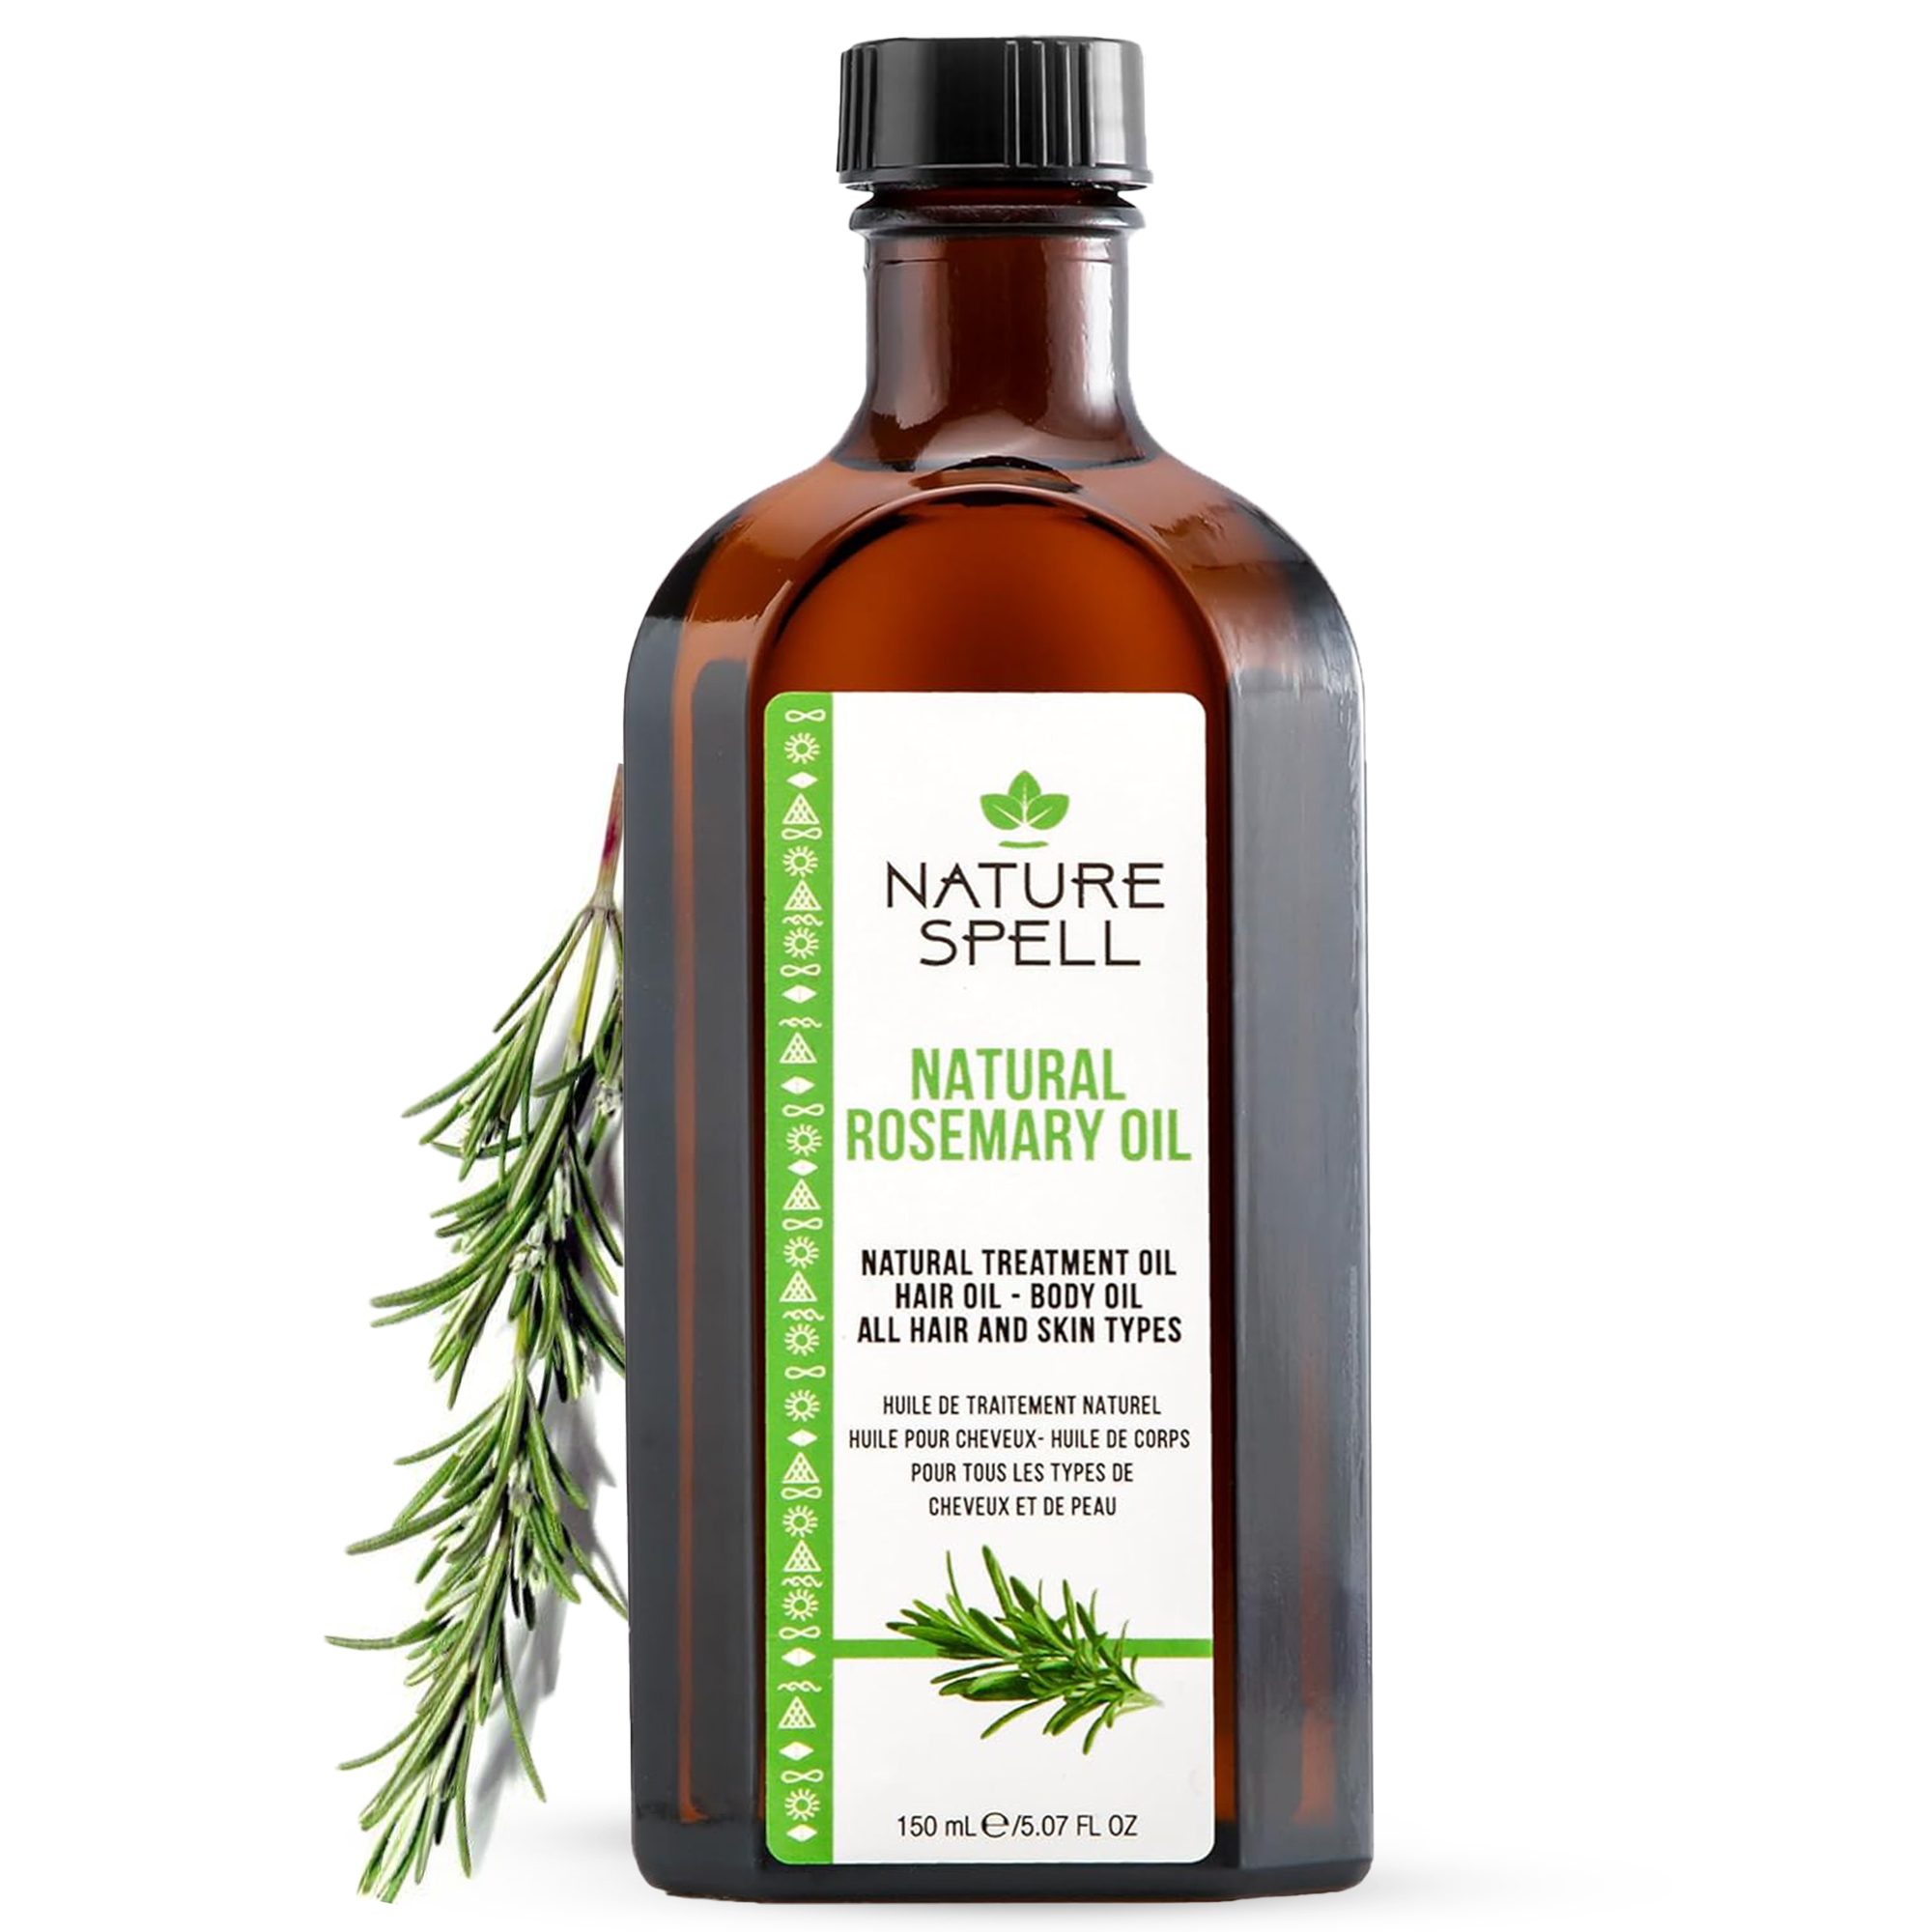 NATURE
SPELL
NATURAL
ROSEMARY OIL
NATURAL TREATMENT OIL
HAIR OIL - BODY OIL
ALL HAIR AND SKIN TYPES
HUILE DE TRAITEMENT NATUREL
HUILE POUR CHEVEUX- HUILE DE CORPS
POUR TOUS LES TYPES DE
CHEVEUX ET DE PEAU
150 mL℮/5.07 FL OZ